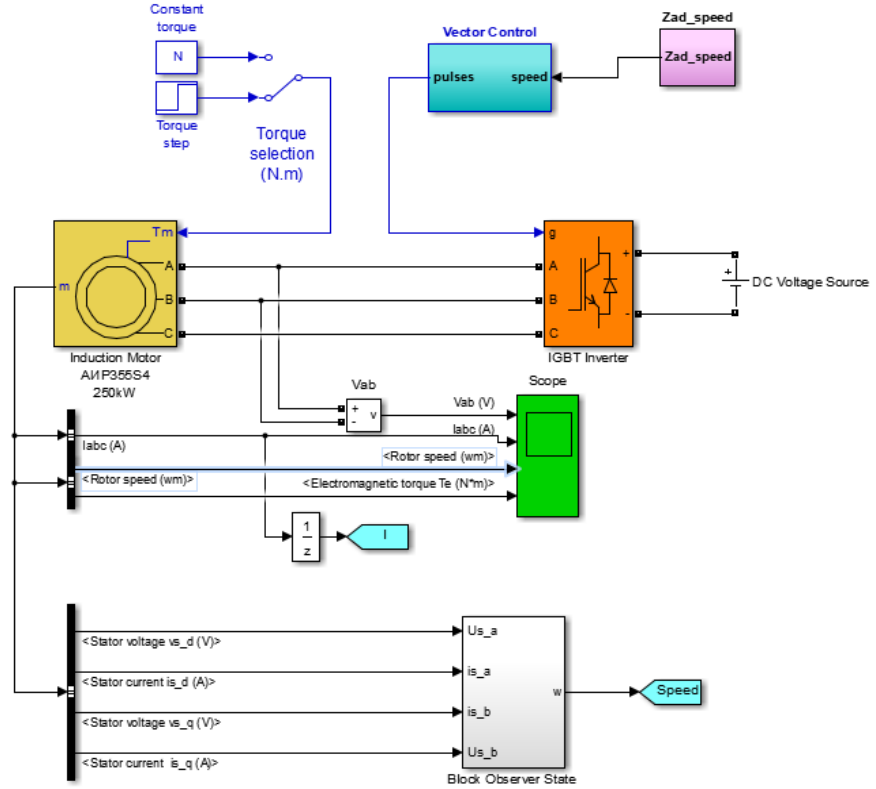 Constant
torque
N
Torque
step
Torque
selection
(N.m)
Vector Control
pulses
speed
Zad_speed
Zad_speed
Tm
m
A
B
C
Induction Motor
АИР355S4
250kW
g
A
B
C
+
-
IGBT Inverter
+
DC Voltage Source
Vab
+
-
v
Scope
Vab (V)
Iabc (A)
Iabc (A)
<Rotor speed (wm)>
<Rotor speed (wm)>
<Electromagnetic torque Te (N*m)>
1
z
I
<Stator voltage vs_d (V)>
<Stator current is_d (A)>
<Stator voltage vs_q (V)>
<Stator current is_q (A)>
Us_a
is_a
is_b
Us_b
w
Block Observer State
Speed